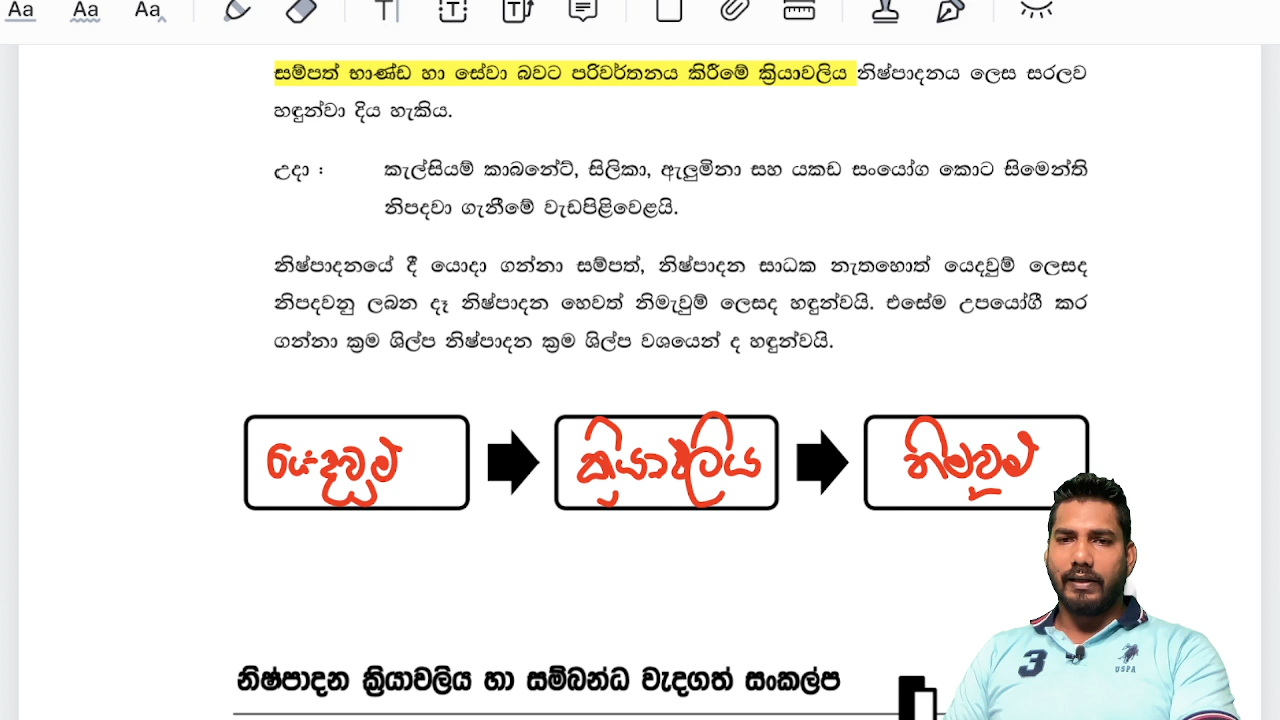 Aa Aa Aa T T T
සම්පත් භාණ්ඩ හා සේවා බවට පරිවර්තනය කිරීමේ ක්‍රියාවලිය නිෂ්පාදනය ලෙස සරලව
හඳුන්වා දිය හැකිය.
උදා : කැල්සියම් කාබනේට්, සිලිකා, ඇලුමිනා සහ යකඩ සංයෝග කොට සිමෙන්ති
නිපදවා ගැනීමේ වැඩපිළිවෙළයි.
නිෂ්පාදනයේ දී යොදා ගන්නා සම්පත්, නිෂ්පාදන සාධක නැතහොත් යෙදවුම් ලෙසද
නිපදවනු ලබන දෑ නිෂ්පාදන හෙවත් නිමැවුම් ලෙසද හඳුන්වයි. එසේම උපයෝගී කර
ගන්නා ක්‍රම ශිල්ප නිෂ්පාදන ක්‍රම ශිල්ප වශයෙන් ද හඳුන්වයි.
යෙදවුම් ක්‍රියාවලිය නිමවුම්
3 USPA
නිෂ්පාදන ක්‍රියාවලිය හා සම්බන්ධ වැදගත් සංකල්ප